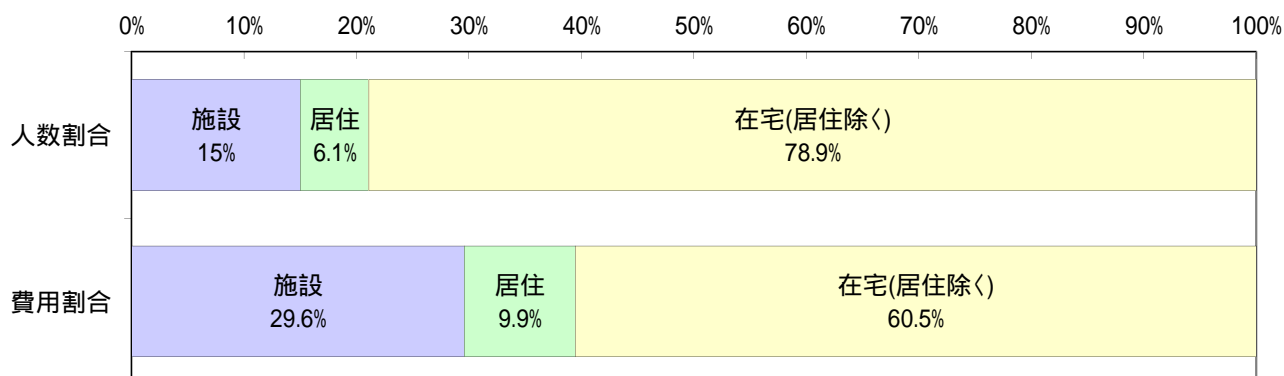 0% 10% 20% 30% 40% 50% 60% 70% 80% 90% 100%
人数割合
施設
15%
居住
6.1%
在宅(居住除く)
78.9%
費用割合
施設
29.6%
居住
9.9%
在宅(居住除く)
60.5%